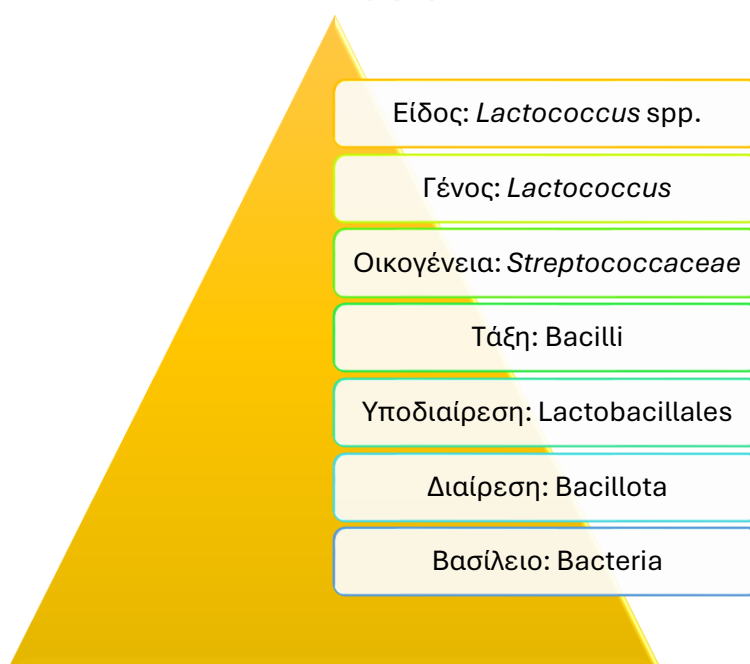 Είδος: Lactococcus spp.
Γένος: Lactococcus
Οικογένεια: Streptococcaceae
Τάξη: Bacilli
Υποδιαίρεση: Lactobacillales
Διαίρεση: Bacillota
Βασίλειο: Bacteria